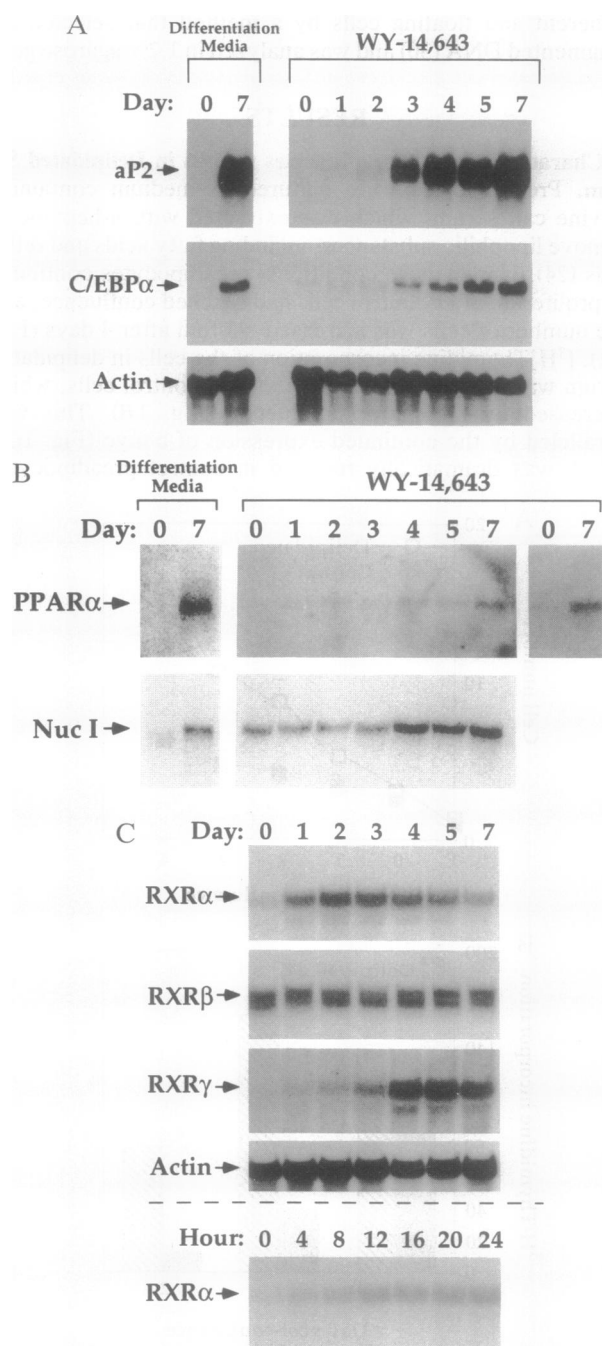 A
Differentiation
Media
WY-14,643
Day: 0 7 0 1 2 3 4 5 7
aP2
C/EBPα
Actin
B
Differentiation
Media
WY-14,643
Day: 0 7 0 1 2 3 4 5 7 0 7
PPARα
Nuc I
C
Day: 0 1 2 3 4 5 7
RXRα
RXRβ
RXRγ
Actin
Hour: 0 4 8 12 16 20 24
RXRα